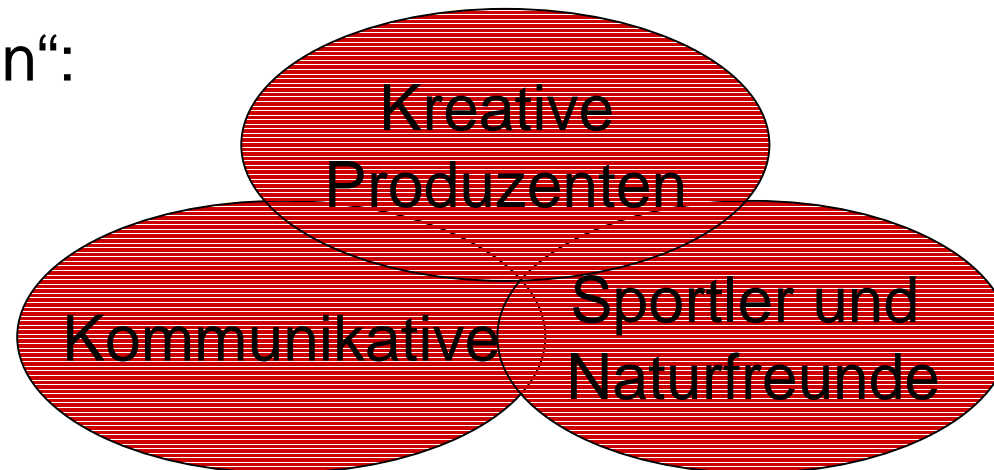 n“:
Kreative
Produzenten
Kommunikative
Sportler und
Naturfreunde